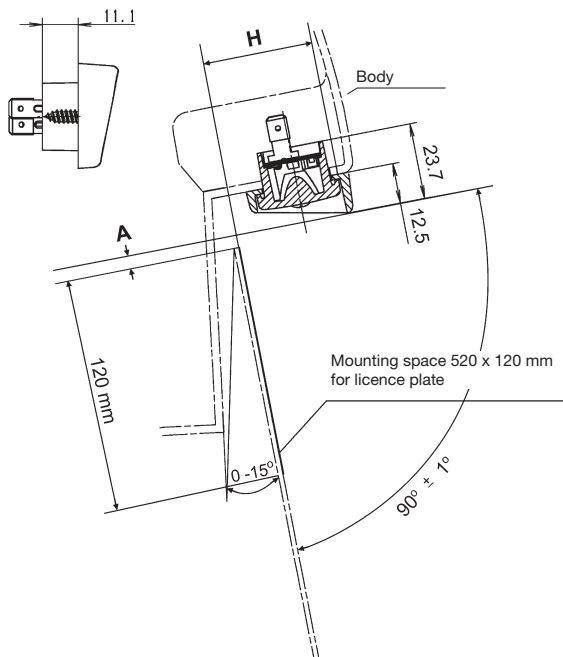 11.1
H
Body
23.7
12.5
A
120 mm
Mounting space 520 x 120 mm
for licence plate
0 -15°
90° ± 1°